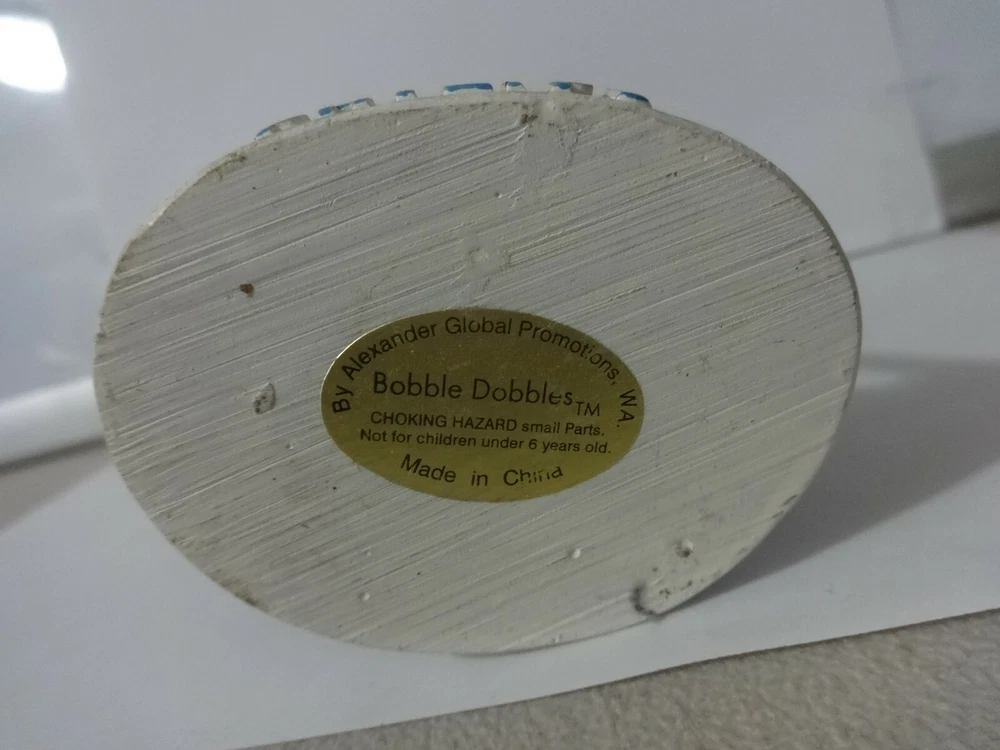 By Alexander Global Promotions, WA.
Bobble Dobbles TM
CHOKING HAZARD small Parts.
Not for children under 6 years old.
Made in China